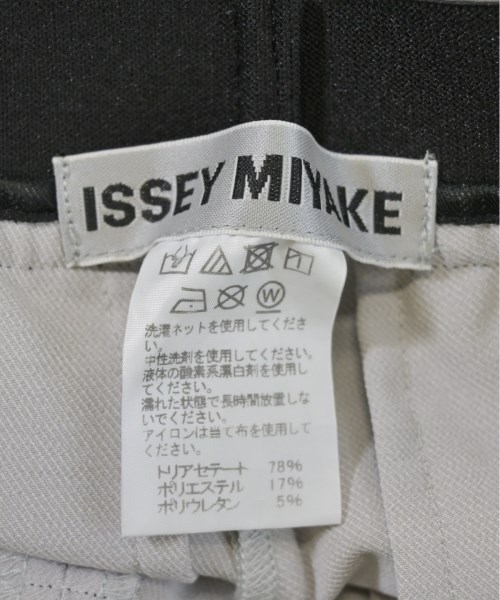 ISSEY MIYAKE
W
洗濯ネットを使用してくださ
い。
中性洗剤を使用してください。
液体の酸素系漂白剤を使用し
てください。
濡れた状態で長時間放置しな
いでください。
アイロンは当て布を使用して
ください。
トリアセテート 78%
ポリエステル 17%
ポリウレタン 5%